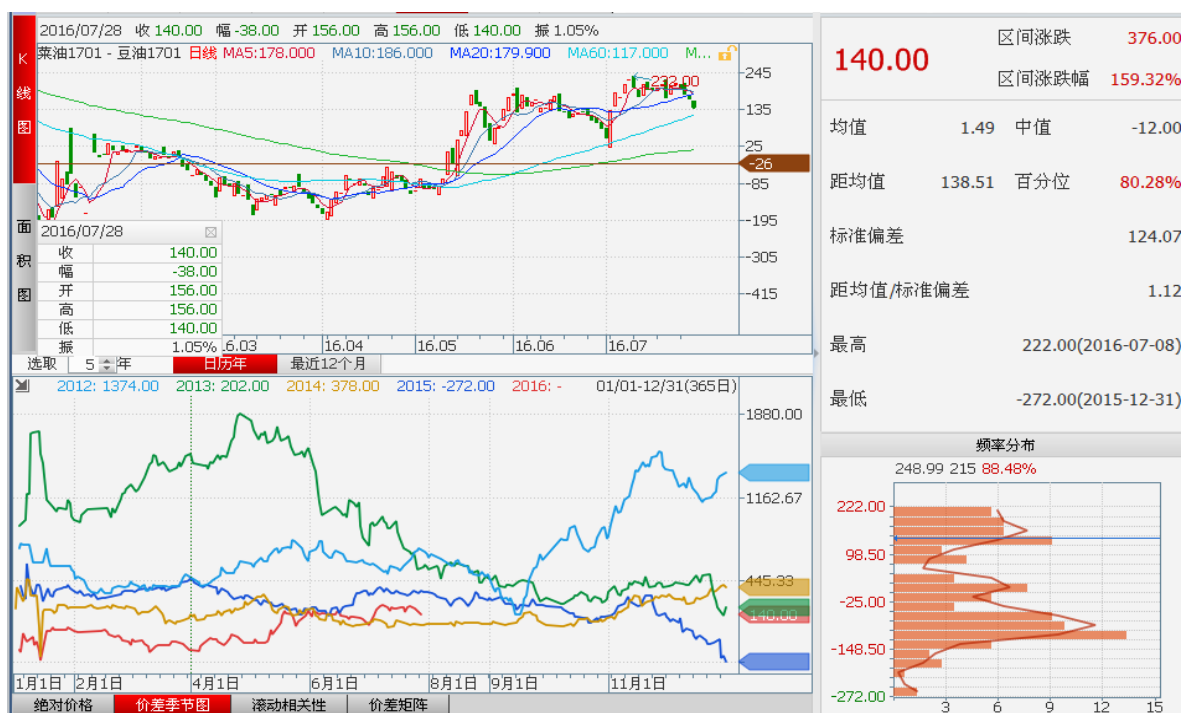 2016/07/28 收 140.00 幅 -38.00 开 156.00 高 156.00 低 140.00 振 1.05%
菜油1701 - 豆油1701 日线 MA5:178.000 MA10:186.000 MA20:179.900 MA60:117.000 M...
K
线
图
面
积
图
222.00
245
135
25
-26
-85
-195
-305
-415
2016/07/28
收 140.00
幅 -38.00
开 156.00
高 156.00
低 140.00
振 1.05%
16.04 16.05 16.06 16.07
选取 5 年 日历年 最近12个月
2012: 1374.00 2013: 202.00 2014: 378.00 2015: -272.00 2016: - 01/01-12/31(365日)
1880.00
1162.67
445.33
140.00
1月1日 2月1日 4月1日 6月1日 8月1日 9月1日 11月1日
绝对价格 价差季节图 滚动相关性 价差矩阵
140.00
区间涨跌 376.00
区间涨跌幅 159.32%
均值 1.49 中值 -12.00
距均值 138.51 百分位 80.28%
标准偏差 124.07
距均值/标准偏差 1.12
最高 222.00(2016-07-08)
最低 -272.00(2015-12-31)
频率分布
248.99 215 88.48%
222.00
98.50
-25.00
-148.50
-272.00
3 6 9 12 15